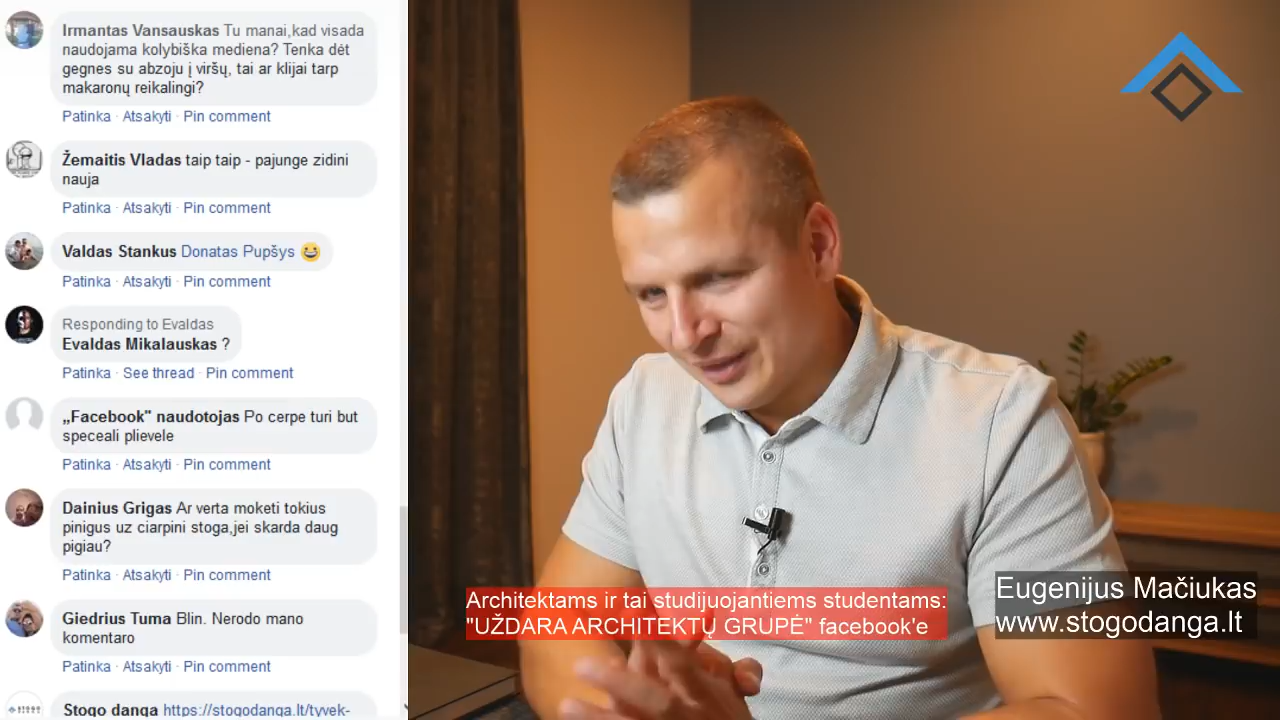 Irmantas Vansauskas Tu manai,kad visada
naudojama kolybiška mediena? Tenka dėt
gegnes su abzoju į viršų, tai ar klijai tarp
makaronų reikalingi?
Patinka · Atsakyti · Pin comment
Žemaitis Vladas taip taip - pajunge zidini
nauja
Patinka · Atsakyti · Pin comment
Valdas Stankus Donatas Pupšys 😀
Patinka · Atsakyti · Pin comment
Responding to Evaldas
Evaldas Mikalauskas ?
Patinka · See thread · Pin comment
„Facebook" naudotojas Po cerpe turi but
speceali plievele
Patinka · Atsakyti · Pin comment
Dainius Grigas Ar verta moketi tokius
pinigus uz ciarpini stoga,jei skarda daug
pigiau?
Patinka · Atsakyti · Pin comment
Giedrius Tuma Blin. Nerodo mano
komentaro
Patinka · Atsakyti · Pin comment
Stogo danga https://stogodanga.lt/tyvek-
Architektams ir tai studijuojantiems studentams:
"UŽDARA ARCHITEKTŲ GRUPĖ" facebook'e
Eugenijus Mačiukas
www.stogodanga.lt